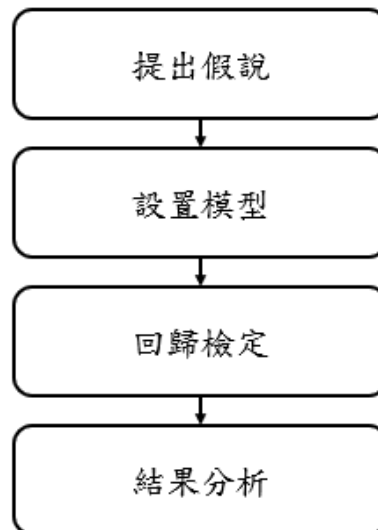 提出假說
設置模型
回歸檢定
結果分析